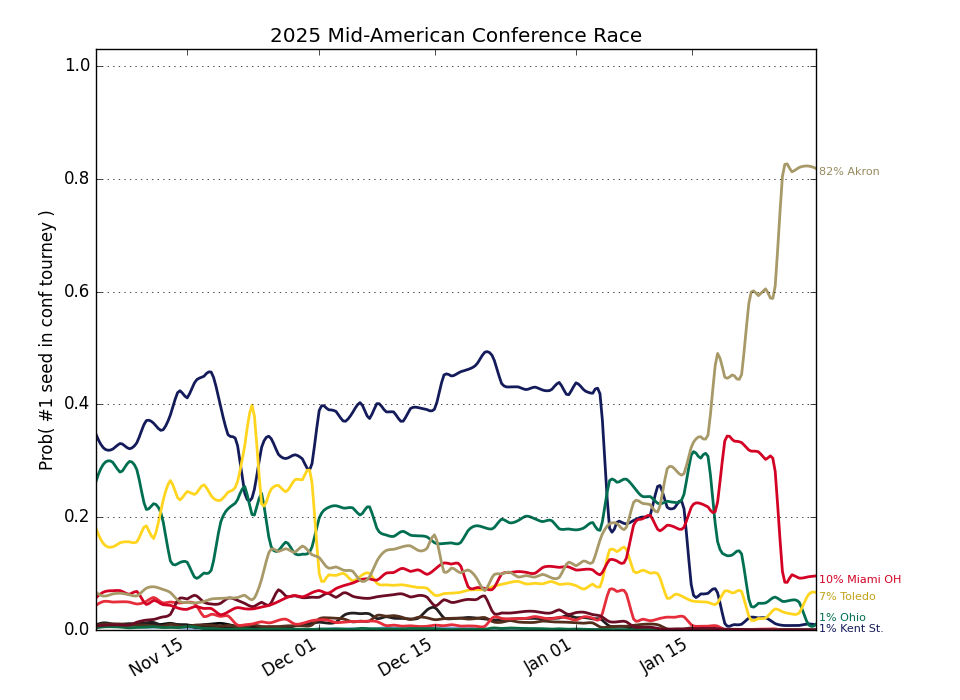 2025 Mid-American Conference Race
Prob( #1 seed in conf tourney )
1.0
0.8
0.6
0.4
0.2
0.0
82% Akron
10% Miami OH
7% Toledo
1% Ohio
1% Kent St.
Nov 15
Dec 01
Dec 15
Jan 01
Jan 15